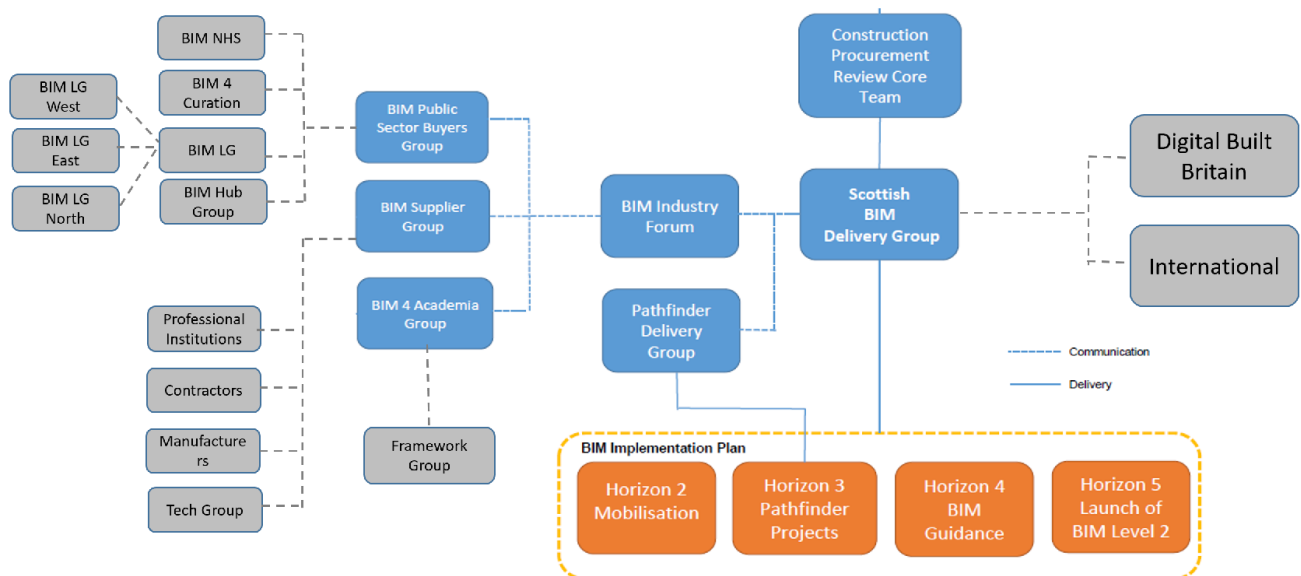 BIM NHS
BIM 4
Curation
BIM LG
BIM Hub
Group
BIM LG
West
BIM LG
East
BIM LG
North
BIM Public
Sector Buyers
Group
BIM Supplier
Group
BIM 4 Academia
Group
Professional
Institutions
Contractors
Manufacture
rs
Tech Group
Framework
Group
BIM Industry
Forum
Pathfinder
Delivery
Group
Construction
Procurement
Review Core
Team
Scottish
BIM
Delivery Group
Digital Built
Britain
International
Communication
Delivery
BIM Implementation Plan
Horizon 2
Mobilisation
Horizon 3
Pathfinder
Projects
Horizon 4
BIM
Guidance
Horizon 5
Launch of
BIM Level 2